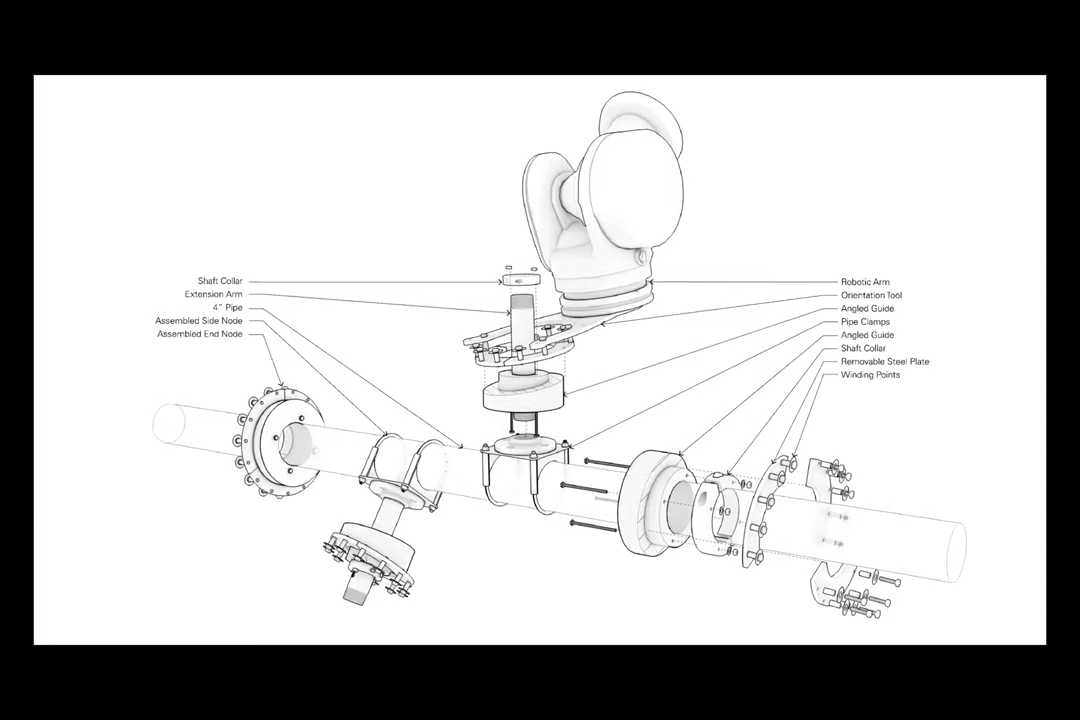 Shaft Collar
Extension Arm
4" Pipe
Assembled Side Node
Assembled End Node
Robotic Arm
Orientation Tool
Angled Guide
Pipe Clamps
Angled Guide
Shaft Collar
Removable Steel Plate
Winding Points